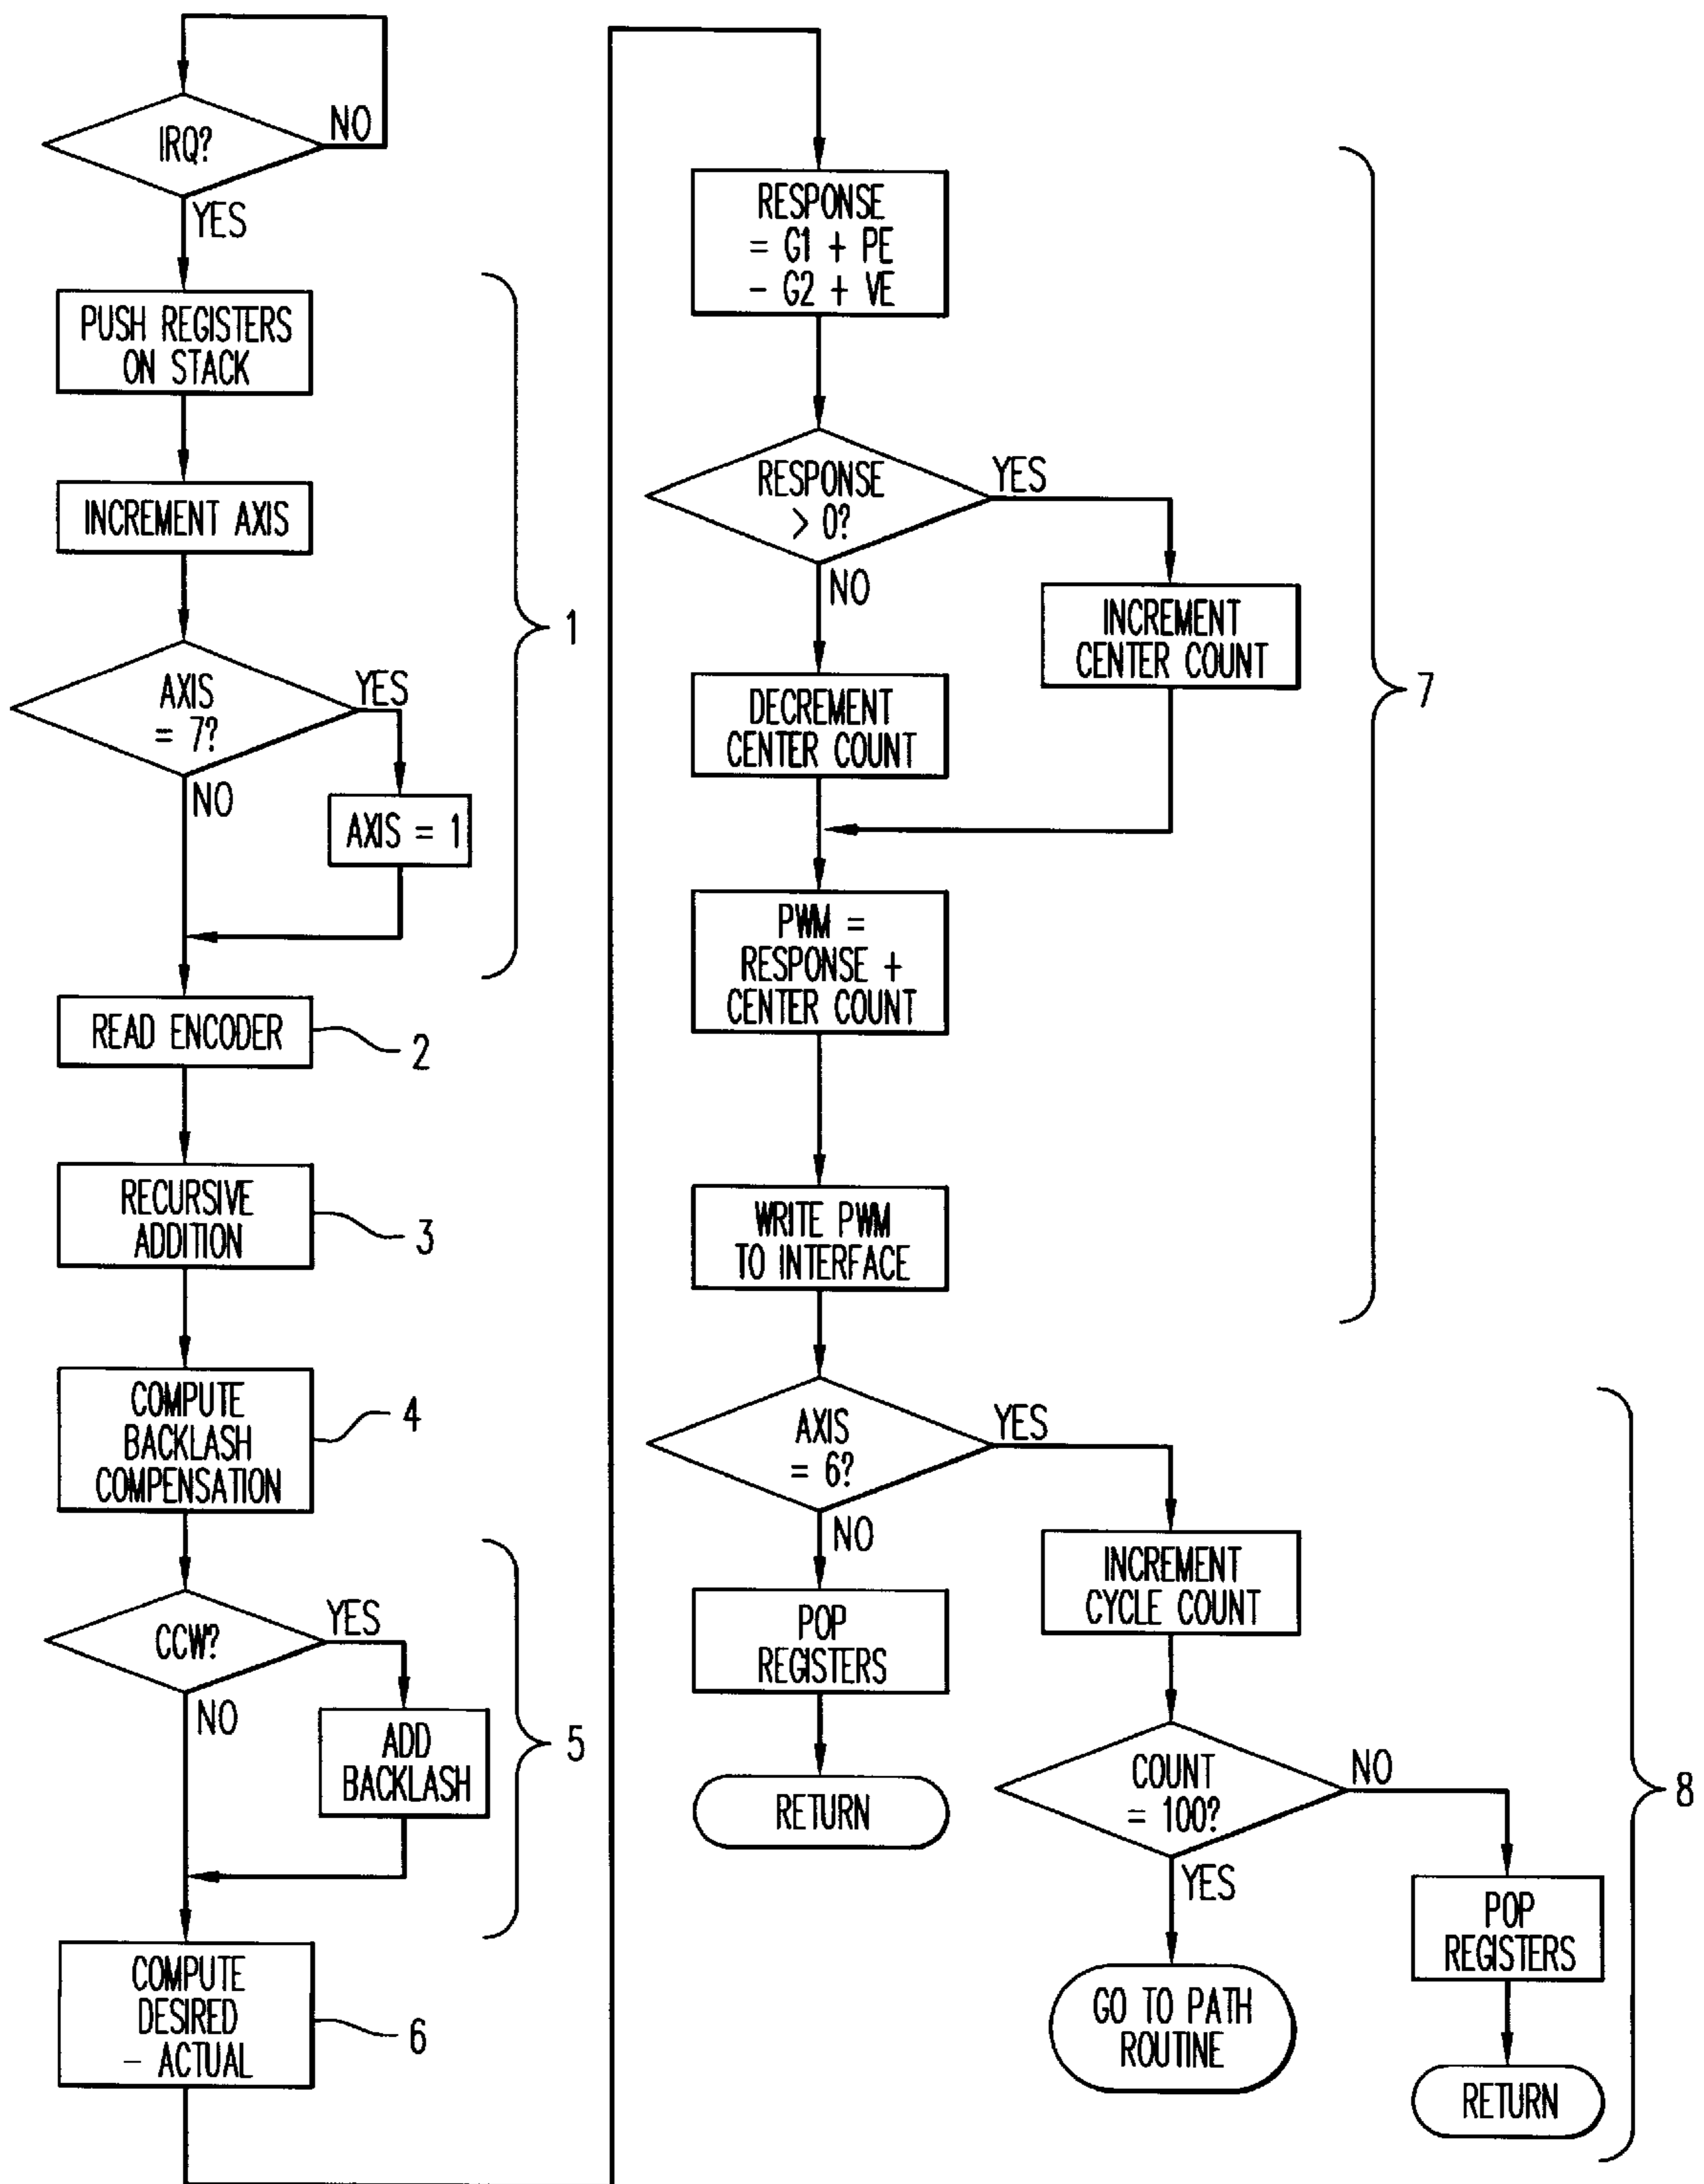 IRQ?
NO
YES
PUSH REGISTERS
ON STACK
INCREMENT AXIS
AXIS
= 7?
YES
NO
AXIS = 1
1
READ ENCODER
2
RECURSIVE
ADDITION
3
COMPUTE
BACKLASH
COMPENSATION
4
CCW?
YES
NO
ADD
BACKLASH
5
COMPUTE
DESIRED
- ACTUAL
6
RESPONSE
= G1 + PE
- G2 + VE
RESPONSE
> 0?
YES
NO
INCREMENT
CENTER COUNT
DECREMENT
CENTER COUNT
PWM =
RESPONSE +
CENTER COUNT
WRITE PWM
TO INTERFACE
7
AXIS
= 6?
YES
NO
POP
REGISTERS
RETURN
INCREMENT
CYCLE COUNT
COUNT
= 100?
NO
YES
GO TO PATH
ROUTINE
POP
REGISTERS
RETURN
8